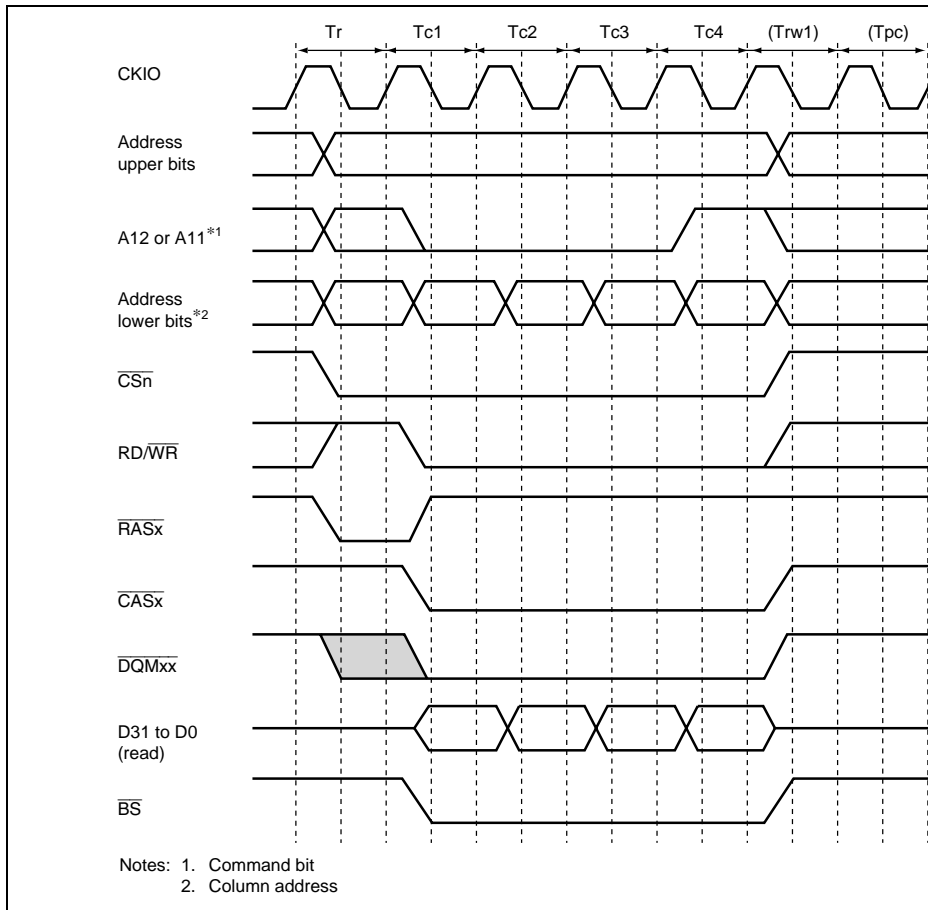 Tr Tc1 Tc2 Tc3 Tc4 (Trw1) (Tpc)
CKIO
Address
upper bits
A12 or A11*1
Address
lower bits*2
CSn
RD/WR
RASx
CASx
DQMxx
D31 to D0
(read)
BS
Notes: 1. Command bit
2. Column address